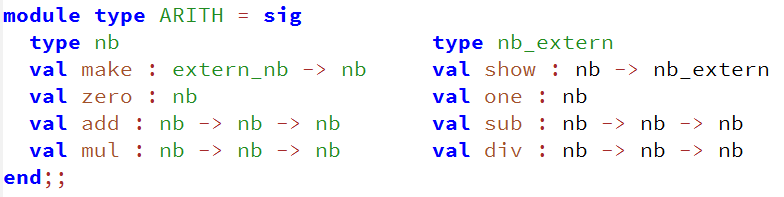 module type ARITH = sig
type nb type nb_extern
val make : extern_nb -> nb val show : nb -> nb_extern
val zero : nb val one : nb
val add : nb -> nb -> nb val sub : nb -> nb -> nb
val mul : nb -> nb -> nb val div : nb -> nb -> nb
end;;